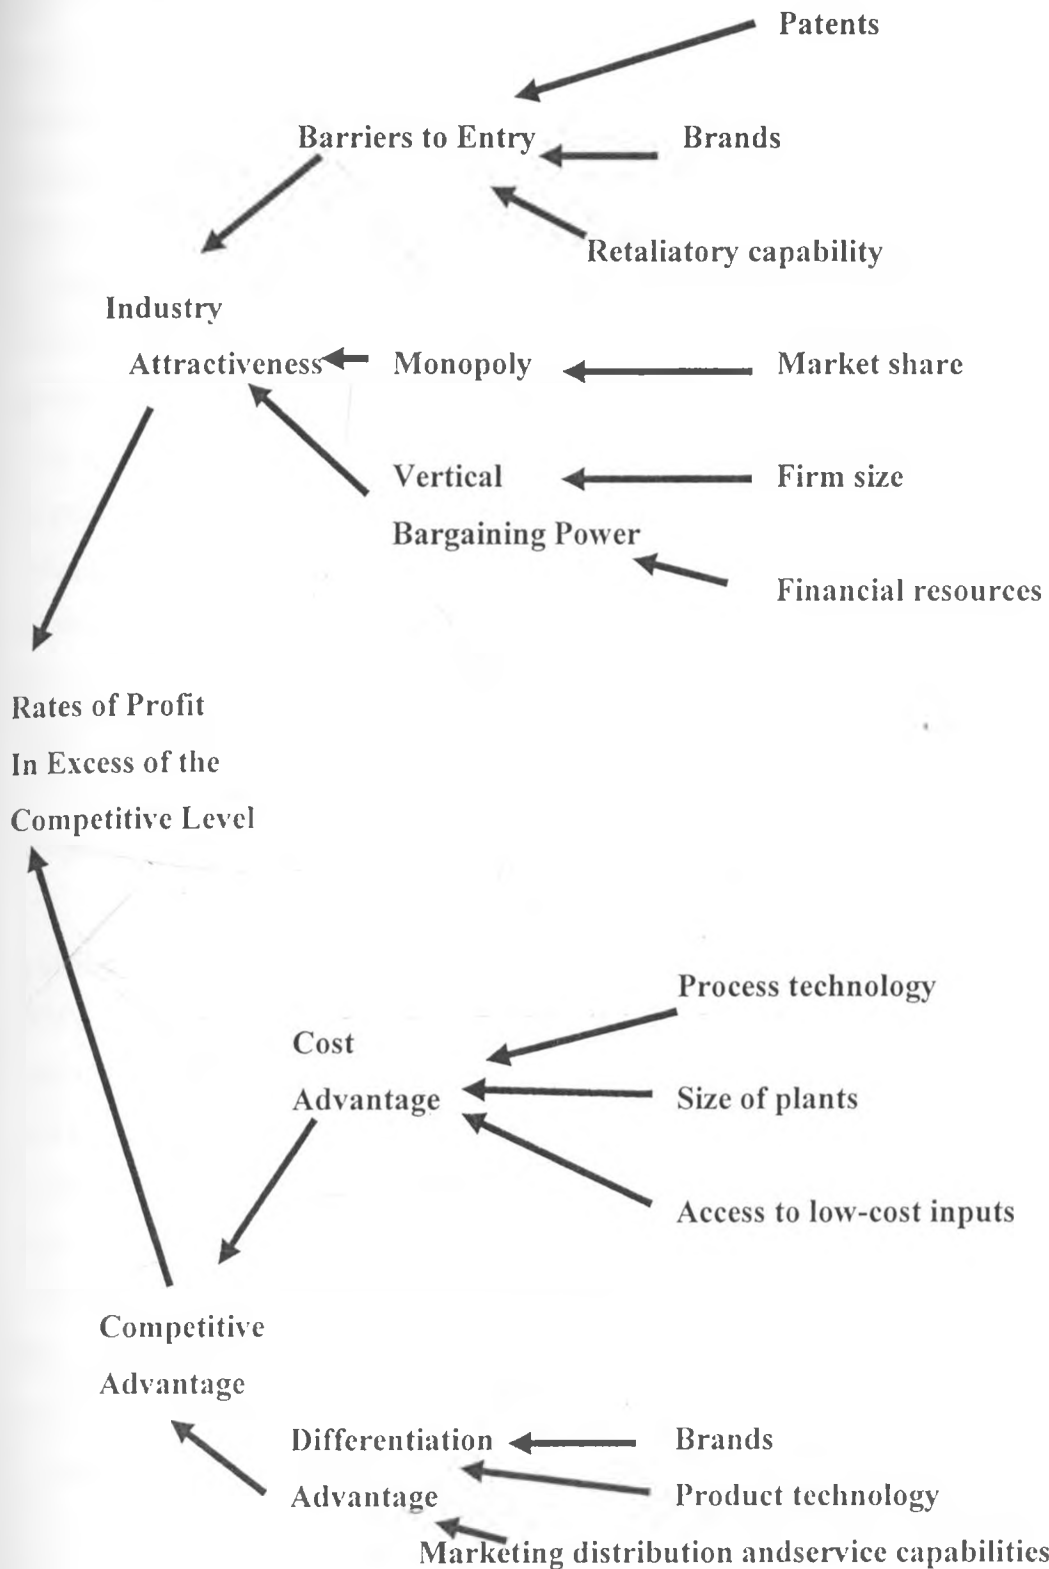 Patents
Barriers to Entry Brands
Retaliatory capability
Industry
Attractiveness Monopoly Market share
Vertical Firm size
Bargaining Power
Financial resources
Rates of Profit
In Excess of the
Competitive Level
Process technology
Cost
Advantage Size of plants
Access to low-cost inputs
Competitive
Advantage
Differentiation Brands
Advantage Product technology
Marketing distribution andservice capabilities